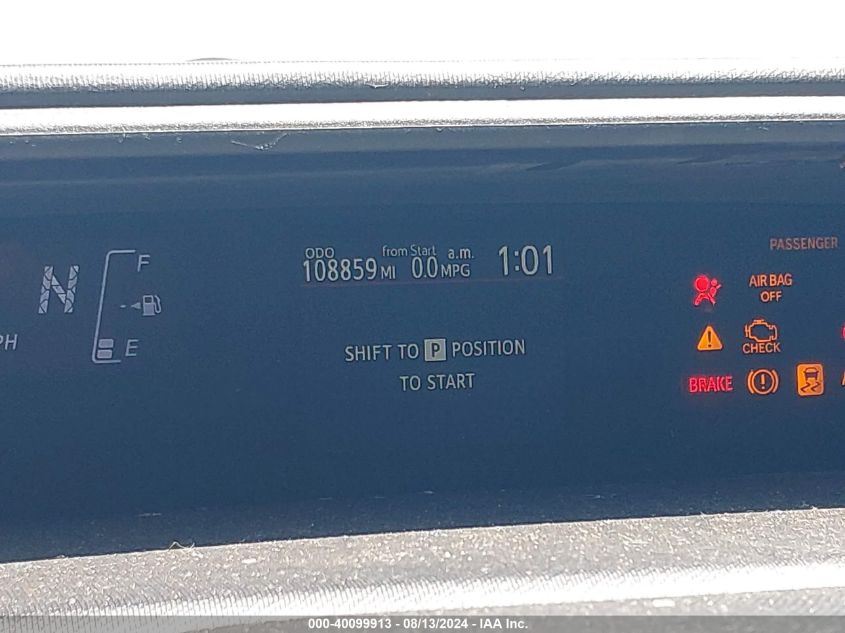 PASSENGER
ODO from Start a.m. 1:01
108859 MI 0.0 MPG
N
F
AIR BAG
OFF
CHECK
PH
E
SHIFT TO P POSITION
TO START
BRAKE
000-40099913 - 08/13/2024 - IAA Inc.